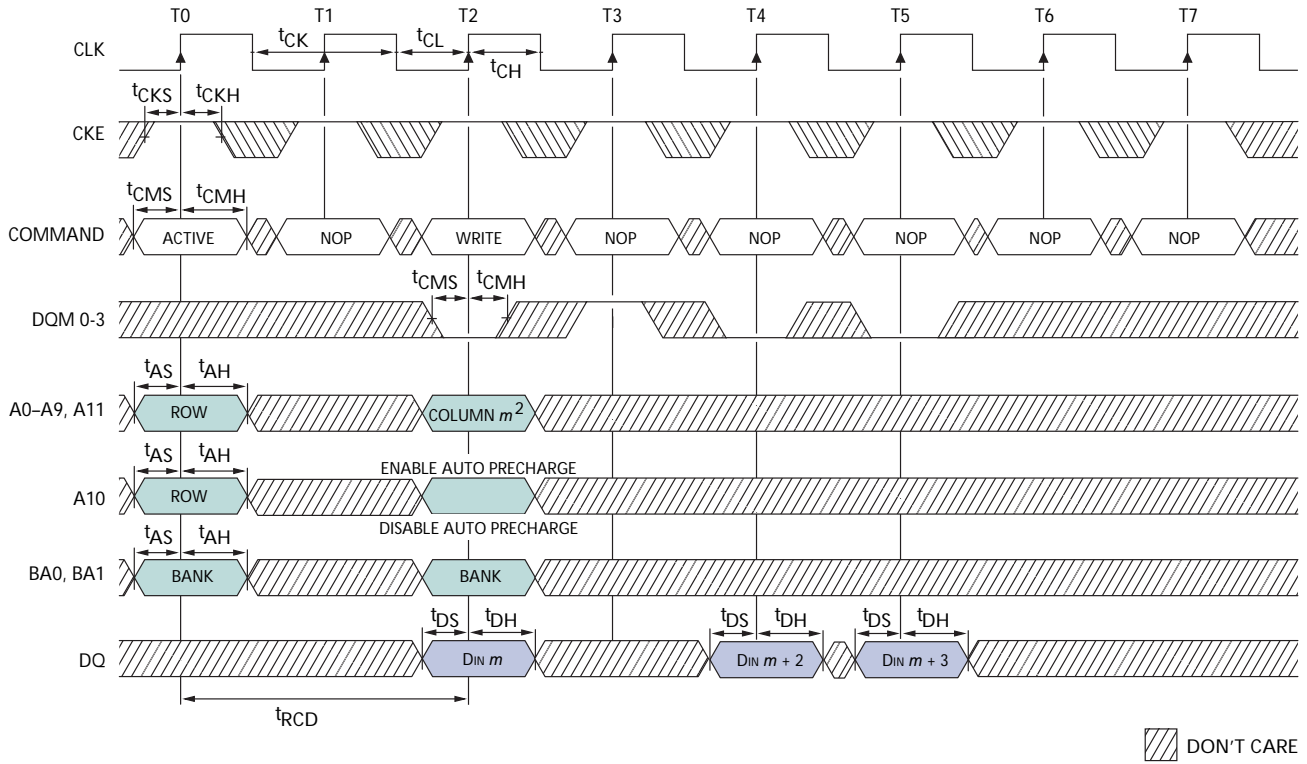 T0 T1 T2 T3 T4 T5 T6 T7
CLK tCK tCL
tCH
tCKS tCKH
CKE
tCMS tCMH
COMMAND ACTIVE NOP WRITE NOP NOP NOP NOP NOP
tCMS tCMH
DQM 0-3
tAS tAH
A0–A9, A11 ROW COLUMN m2
tAS tAH ENABLE AUTO PRECHARGE
A10 ROW
tAS tAH DISABLE AUTO PRECHARGE
BA0, BA1 BANK BANK
tDS tDH tDS tDH tDS tDH
DQ DIN m DIN m + 2 DIN m + 3
tRCD
DON'T CARE